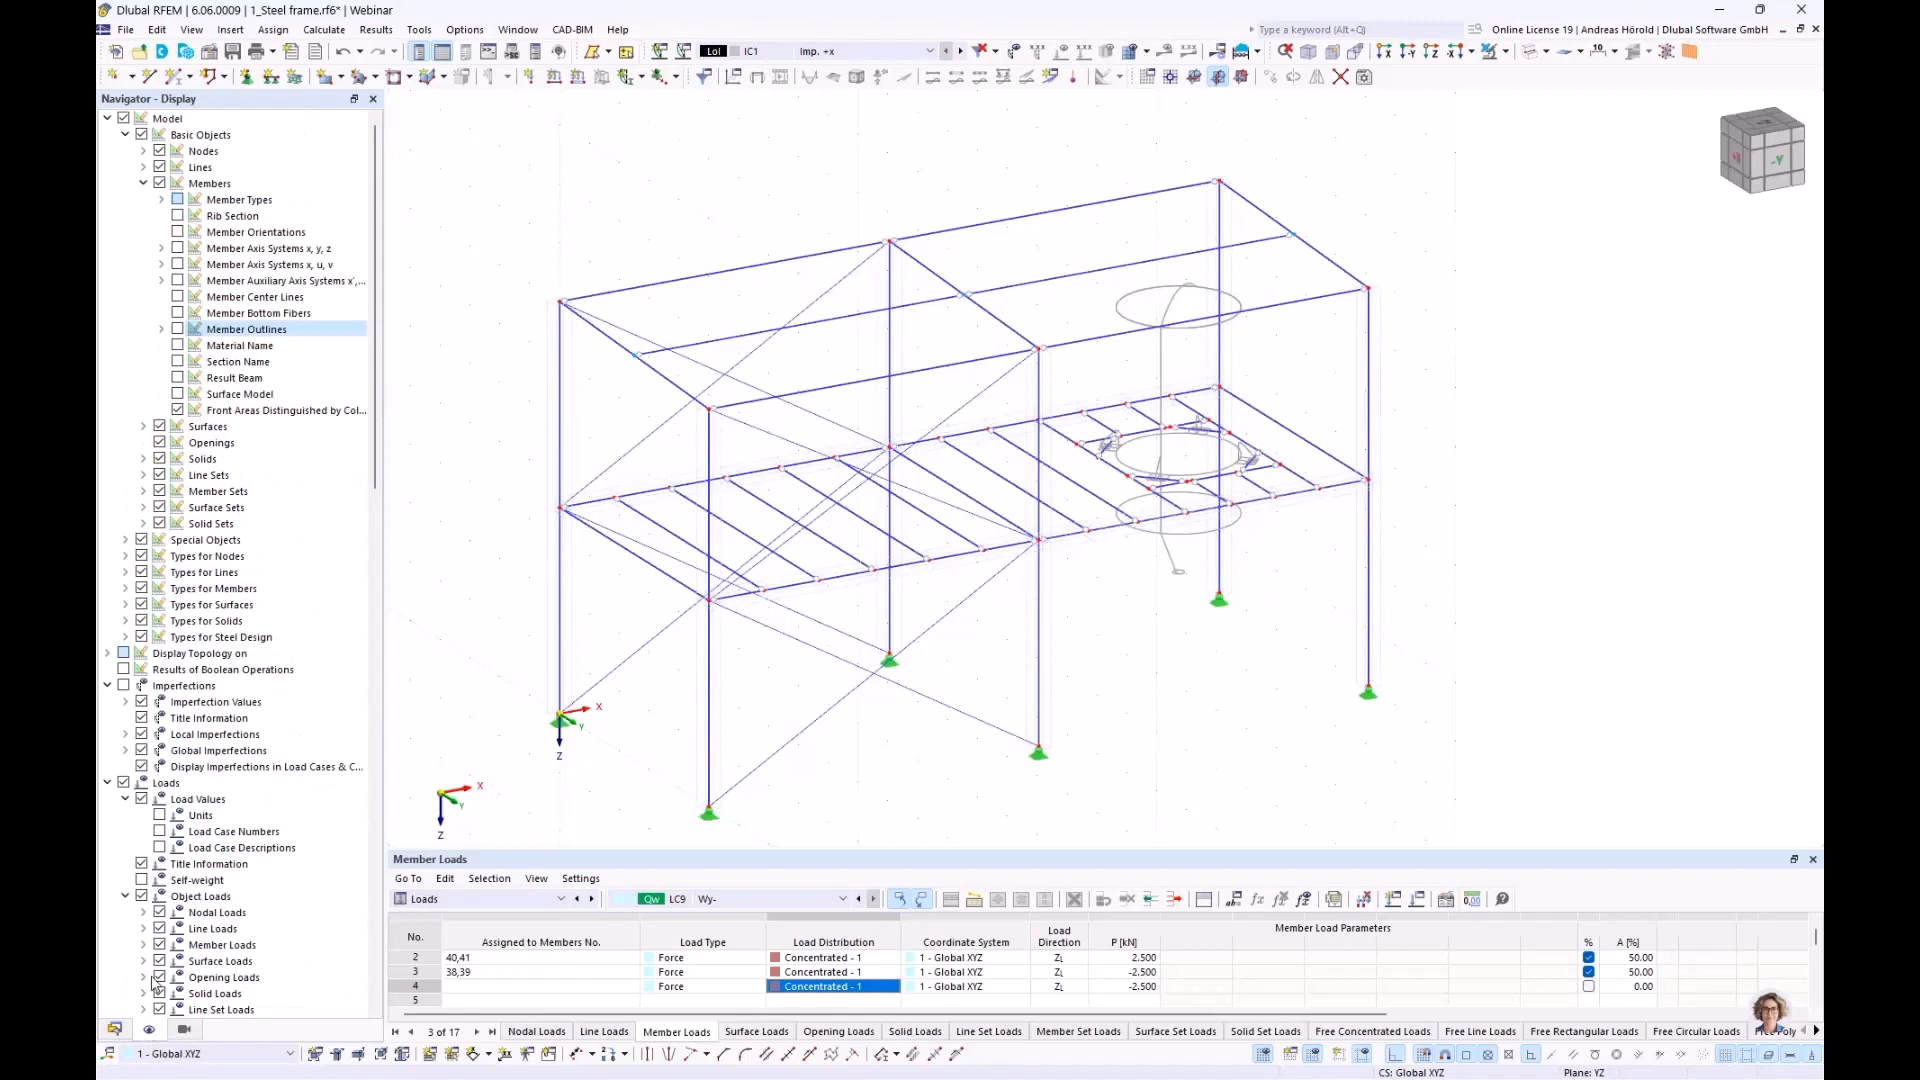 Dlubal RFEM | 6.06.0009 | 1_Steel frame.rf6* | Webinar
File Edit View Insert Assign Calculate Results Tools Options Window CAD-BIM Help
Type a keyword (Alt+Q)
Online License 19 | Andreas Hörold | Dlubal Software GmbH
LoI IC1 Imp. +x
Navigator - Display
Model
Basic Objects
Nodes
Lines
Members
Member Types
Rib Section
Member Orientations
Member Axis Systems x, y, z
Member Axis Systems x, u, v
Member Auxiliary Axis Systems x',...
Member Center Lines
Member Bottom Fibers
Member Outlines
Material Name
Section Name
Result Beam
Surface Model
Front Areas Distinguished by Col...
Surfaces
Openings
Solids
Line Sets
Member Sets
Surface Sets
Solid Sets
Special Objects
Types for Nodes
Types for Lines
Types for Members
Types for Surfaces
Types for Solids
Types for Steel Design
Display Topology on
Results of Boolean Operations
Imperfections
Imperfection Values
Title Information
Local Imperfections
Global Imperfections
Display Imperfections in Load Cases & C...
Loads
Load Values
Units
Load Case Numbers
Load Case Descriptions
Title Information
Self-weight
Object Loads
Nodal Loads
Line Loads
Member Loads
Surface Loads
Opening Loads
Solid Loads
Line Set Loads
-Y
X
Y
Z
X
Y
Z
Member Loads
Go To Edit Selection View Settings
Loads Qw LC9 Wy-
No. Assigned to Members No. Load Type Load Distribution Coordinate System Load Direction P [kN] Member Load Parameters % A [%]
2 40,41 Force Concentrated - 1 1 - Global XYZ ZL 2.500 50.00
3 38,39 Force Concentrated - 1 1 - Global XYZ ZL -2.500 50.00
4 Force Concentrated - 1 1 - Global XYZ ZL -2.500 0.00
5
3 of 17 Nodal Loads Line Loads Member Loads Surface Loads Opening Loads Solid Loads Line Set Loads Member Set Loads Surface Set Loads Solid Set Loads Free Concentrated Loads Free Line Loads Free Rectangular Loads Free Circular Loads
1 - Global XYZ
CS: Global XYZ Plane: YZ